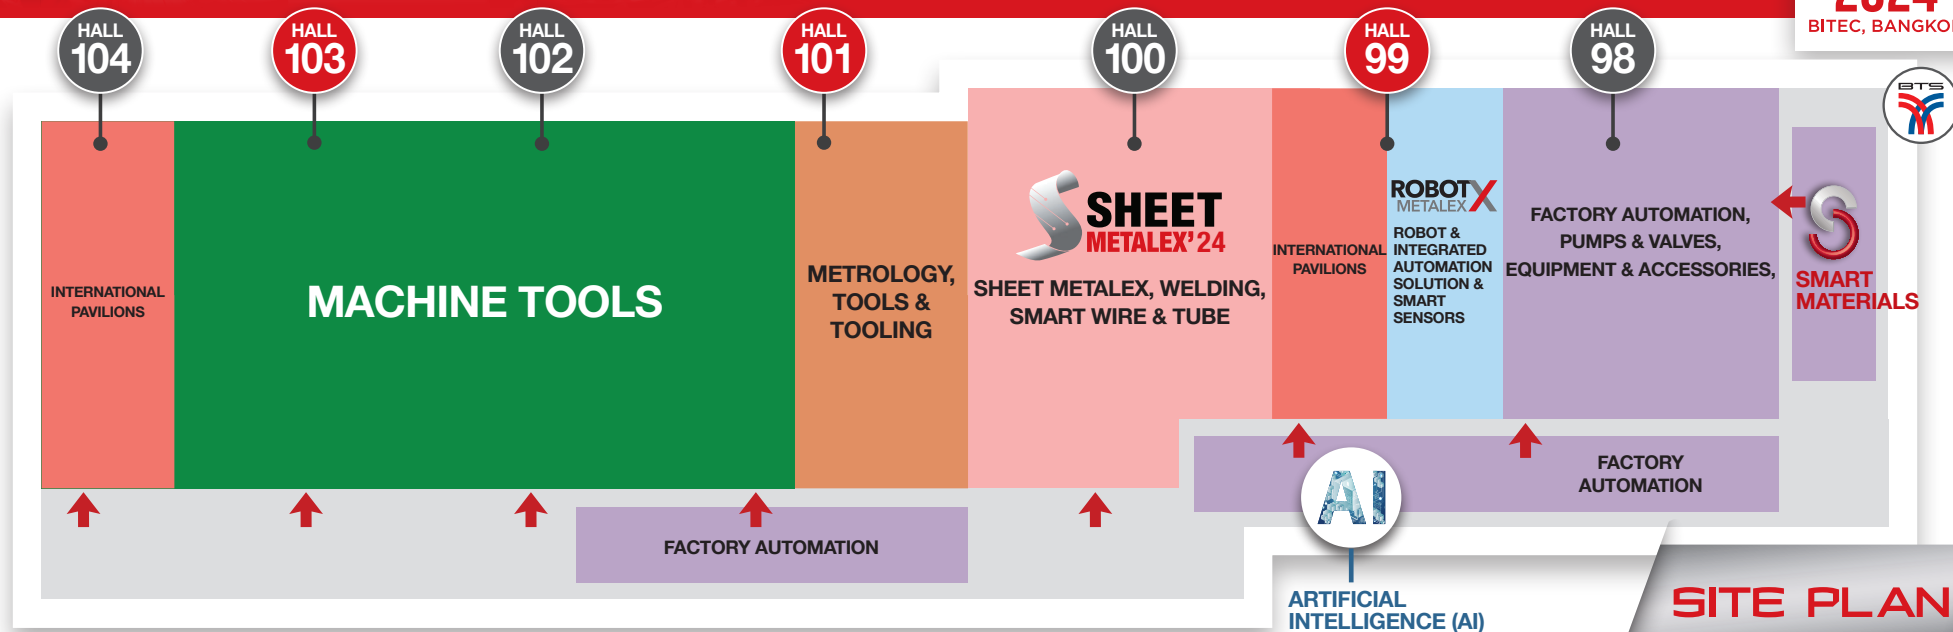 2024
BITEC, BANGKOK
HALL
104
HALL
103
HALL
102
HALL
101
HALL
100
HALL
99
HALL
98
BTS
INTERNATIONAL
PAVILIONS
MACHINE TOOLS
METROLOGY,
TOOLS &
TOOLING
SHEET
METALEX'24
SHEET METALEX, WELDING,
SMART WIRE & TUBE
INTERNATIONAL
PAVILIONS
ROBOT X
METALEX
ROBOT &
INTEGRATED
AUTOMATION
SOLUTION &
SMART
SENSORS
FACTORY AUTOMATION,
PUMPS & VALVES,
EQUIPMENT & ACCESSORIES,
SMART
MATERIALS
FACTORY AUTOMATION
AI
FACTORY
AUTOMATION
ARTIFICIAL
INTELLIGENCE (AI)
SITE PLAN